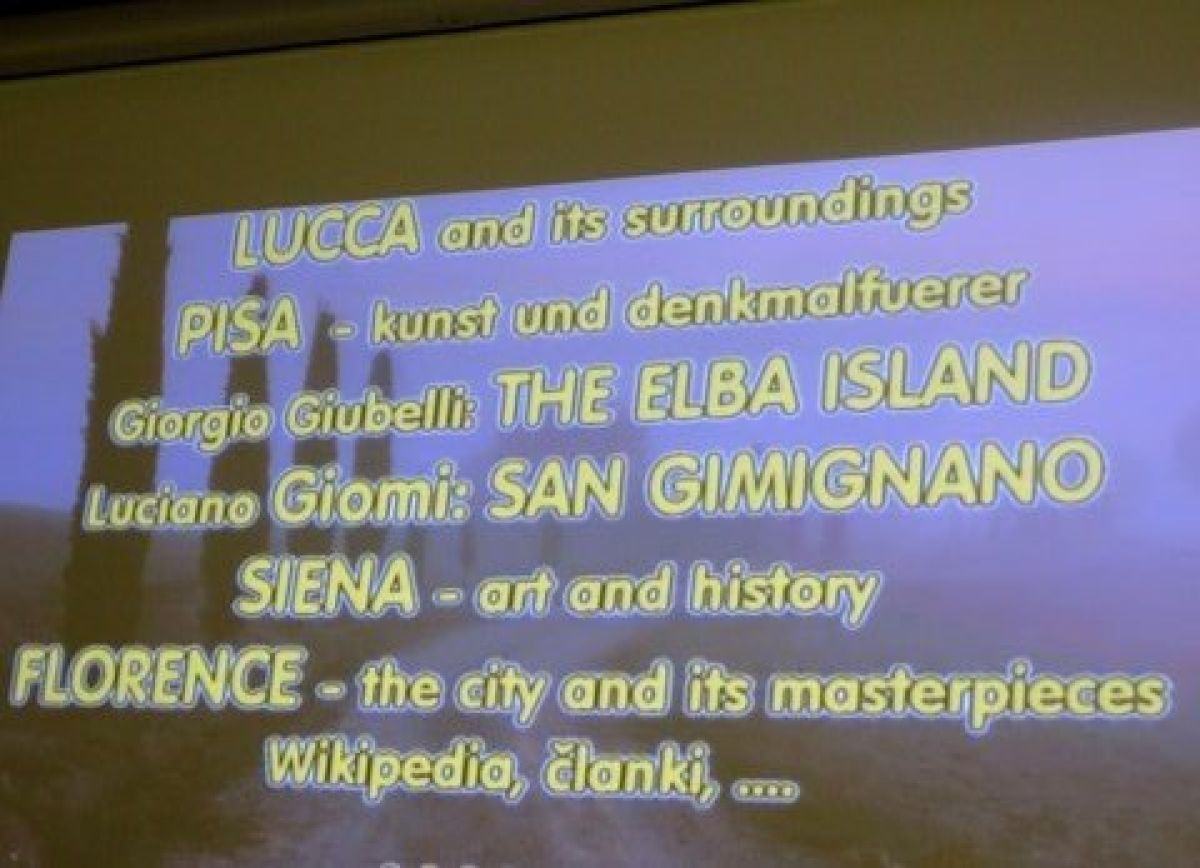 LUCCA and its surroundings
PISA - kunst und denkmalfuerer
Giorgio Giubelli: THE ELBA ISLAND
Luciano Giomi: SAN GIMIGNANO
SIENA - art and history
FLORENCE - the city and its masterpieces
Wikipedia, članki, ....